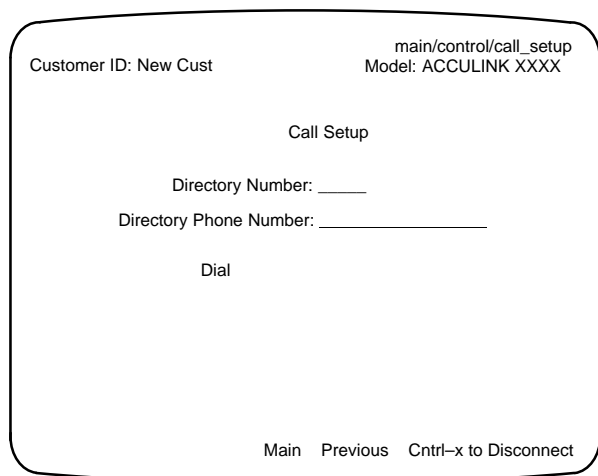 main/control/call_setup
Customer ID: New Cust Model: ACCULINK XXXX
Call Setup
Directory Number: _____
Directory Phone Number: _________________
Dial
Main Previous Cntrl–x to Disconnect